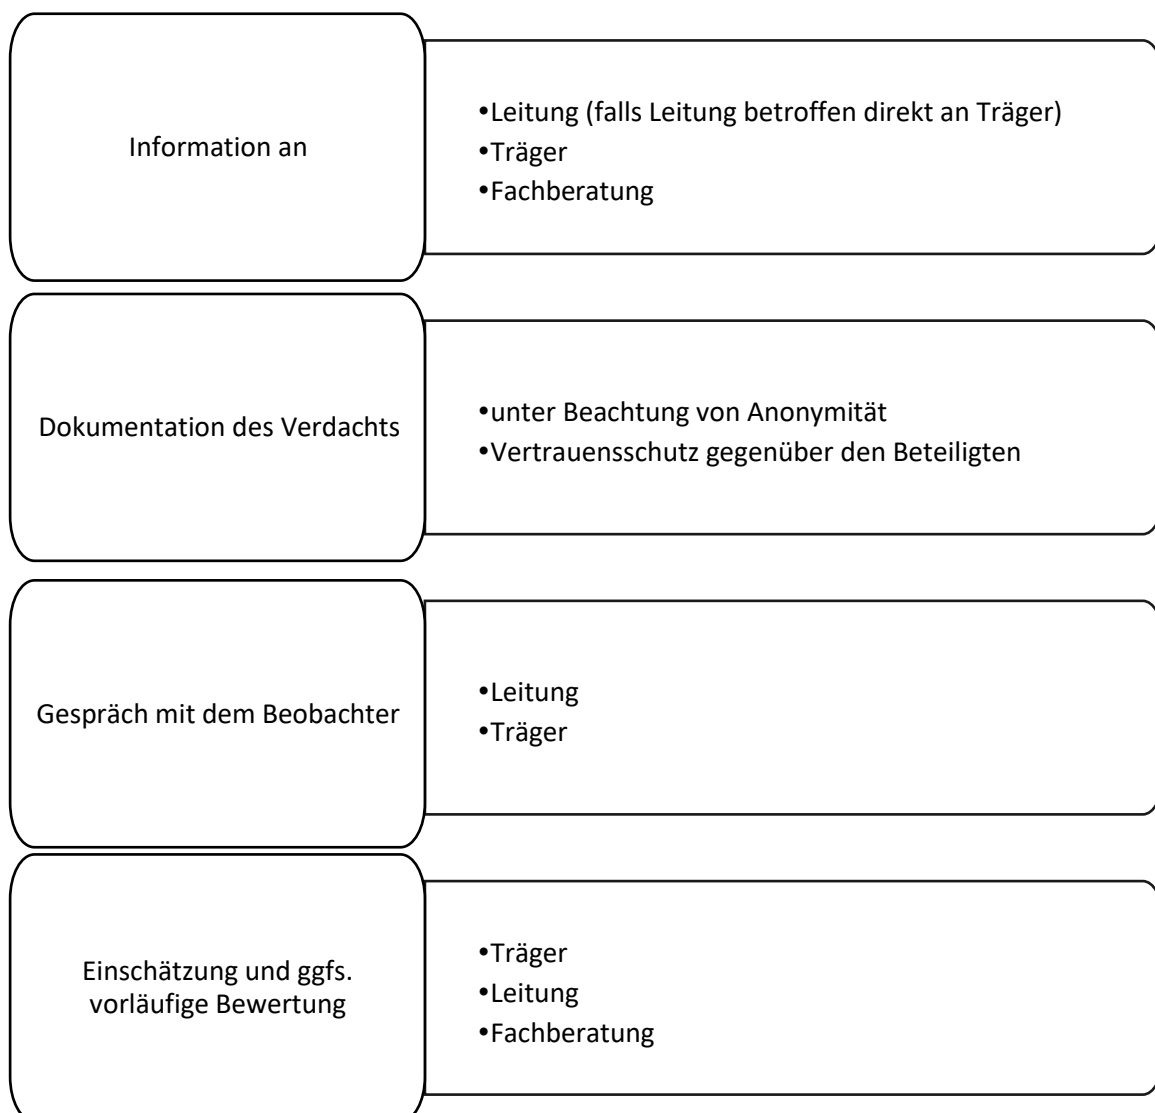 Information an
•Leitung (falls Leitung betroffen direkt an Träger)
•Träger
•Fachberatung
Dokumentation des Verdachts
•unter Beachtung von Anonymität
•Vertrauensschutz gegenüber den Beteiligten
Gespräch mit dem Beobachter
•Leitung
•Träger
Einschätzung und ggfs.
vorläufige Bewertung
•Träger
•Leitung
•Fachberatung